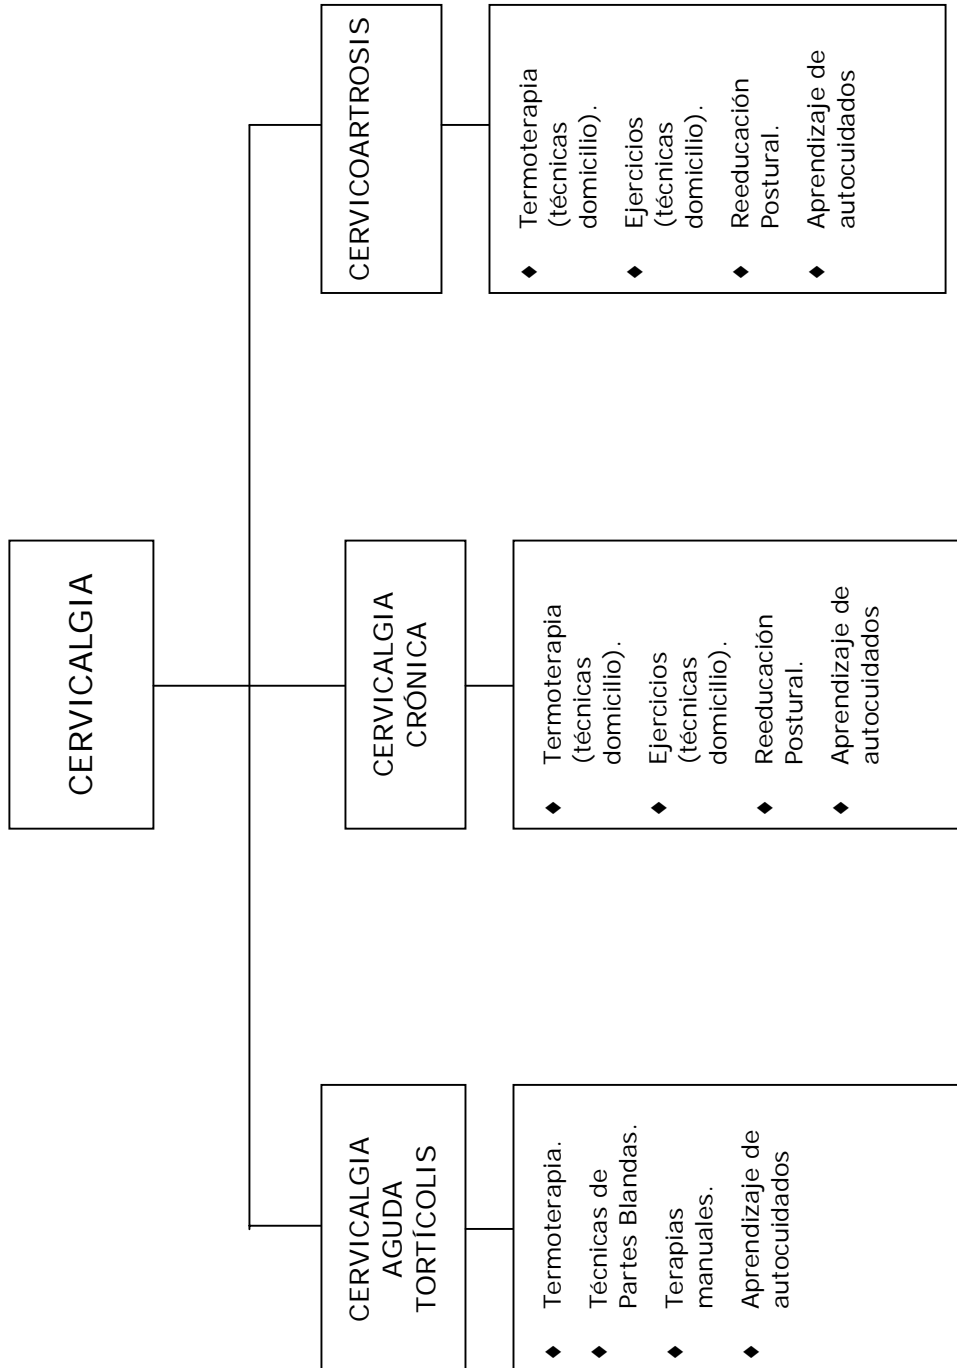 CERVICALGIA
CERVICALGIA
AGUDA
TORTÍCOLIS
♦ Termoterapia.
♦ Técnicas de
Partes Blandas.
♦ Terapias
manuales.
♦ Aprendizaje de
autocuidados
CERVICALGIA
CRÓNICA
♦ Termoterapia
(técnicas
domicilio).
♦ Ejercicios
(técnicas
domicilio).
♦ Reeducación
Postural.
♦ Aprendizaje de
autocuidados
CERVICOARTROSIS
♦ Termoterapia
(técnicas
domicilio).
♦ Ejercicios
(técnicas
domicilio).
♦ Reeducación
Postural.
♦ Aprendizaje de
autocuidados